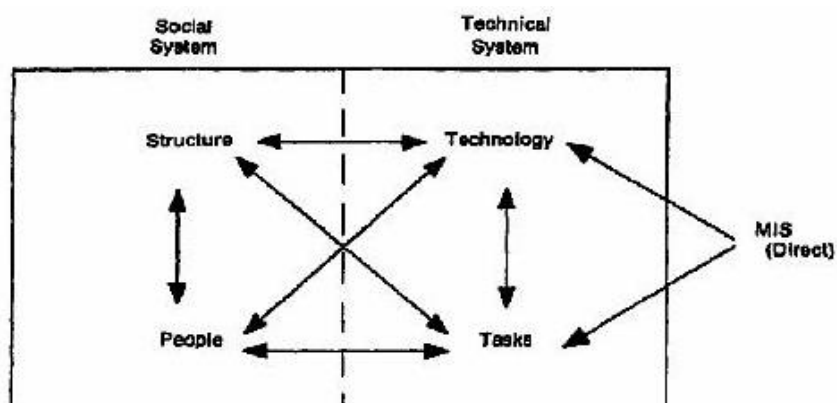 Social
System
Technical
System
Structure
Technology
MIS
(Direct)
People
Tasks